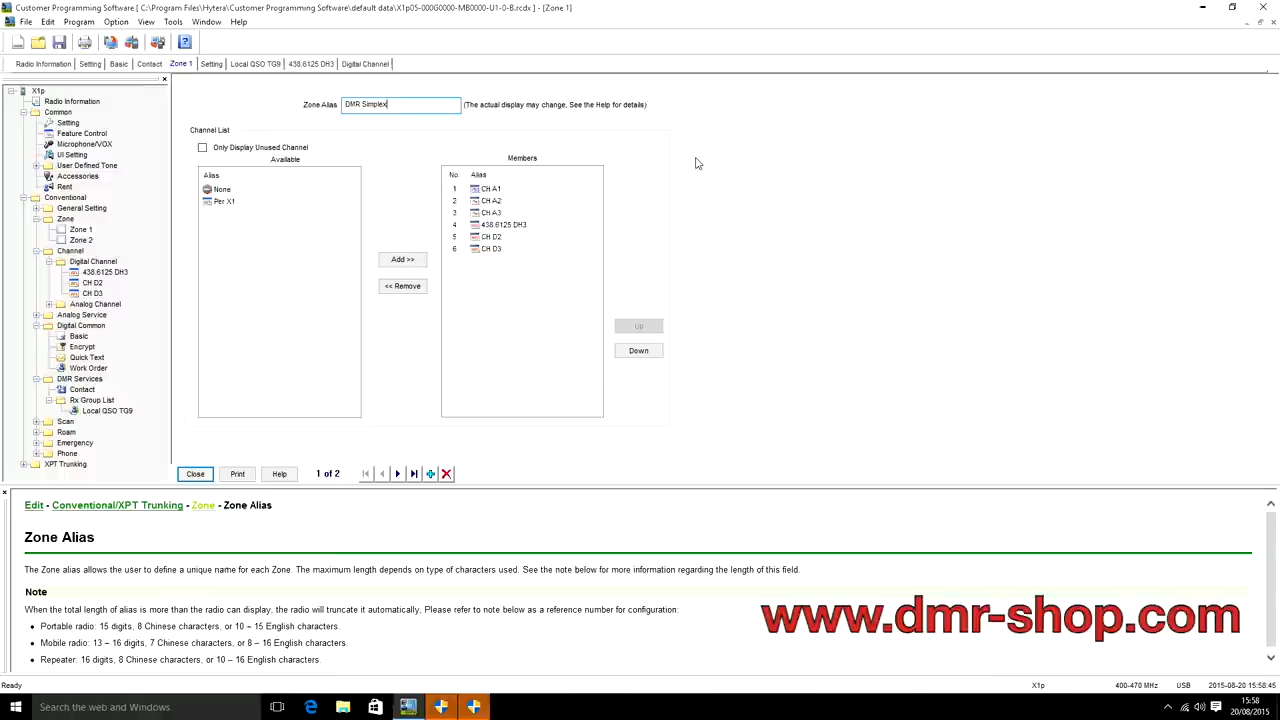 Customer Programming Software [ C:\Program Files\Hytera\Customer Programming Software\default data\X1p05-000G0000-MB0000-U1-0-B.rcdx ] - [Zone 1]
File Edit Program Option View Tools Window Help
Radio Information Setting Basic Contact Zone 1 Setting Local QSO TG9 438.6125 DH3 Digital Channel
X1p
Radio Information
Common
Setting
Feature Control
Microphone/VOX
UI Setting
User Defined Tone
Accessories
Rent
Conventional
General Setting
Zone
Zone 1
Zone 2
Channel
Digital Channel
438.6125 DH3
CH D2
CH D3
Analog Channel
Analog Service
Digital Common
Basic
Encrypt
Quick Text
Work Order
DMR Services
Contact
Rx Group List
Local QSO TG9
Scan
Roam
Emergency
Phone
XPT Trunking
Zone Alias DMR Simplex (The actual display may change, See the Help for details)
Channel List
Only Display Unused Channel
Available
Alias
None
Per X1
Add >>
<< Remove
Members
No. Alias
1 CH A1
2 CH A2
3 CH A3
4 438.6125 DH3
5 CH D2
6 CH D3
Up
Down
Close Print Help 1 of 2
Edit - Conventional/XPT Trunking - Zone - Zone Alias
Zone Alias
The Zone alias allows the user to define a unique name for each Zone. The maximum length depends on type of characters used. See the note below for more information regarding the length of this field.
Note
When the total length of alias is more than the radio can display, the radio will truncate it automatically, Please refer to note below as a reference number for configuration:
• Portable radio: 15 digits, 8 Chinese characters, or 10 – 15 English characters.
• Mobile radio: 13 – 16 digits, 7 Chinese characters, or 8 – 16 English characters.
• Repeater: 16 digits, 8 Chinese characters, or 10 – 16 English characters.
www.dmr-shop.com
Ready X1p 400-470 MHz USB 2015-08-20 15:58:45
Search the web and Windows
15:58
20/08/2015